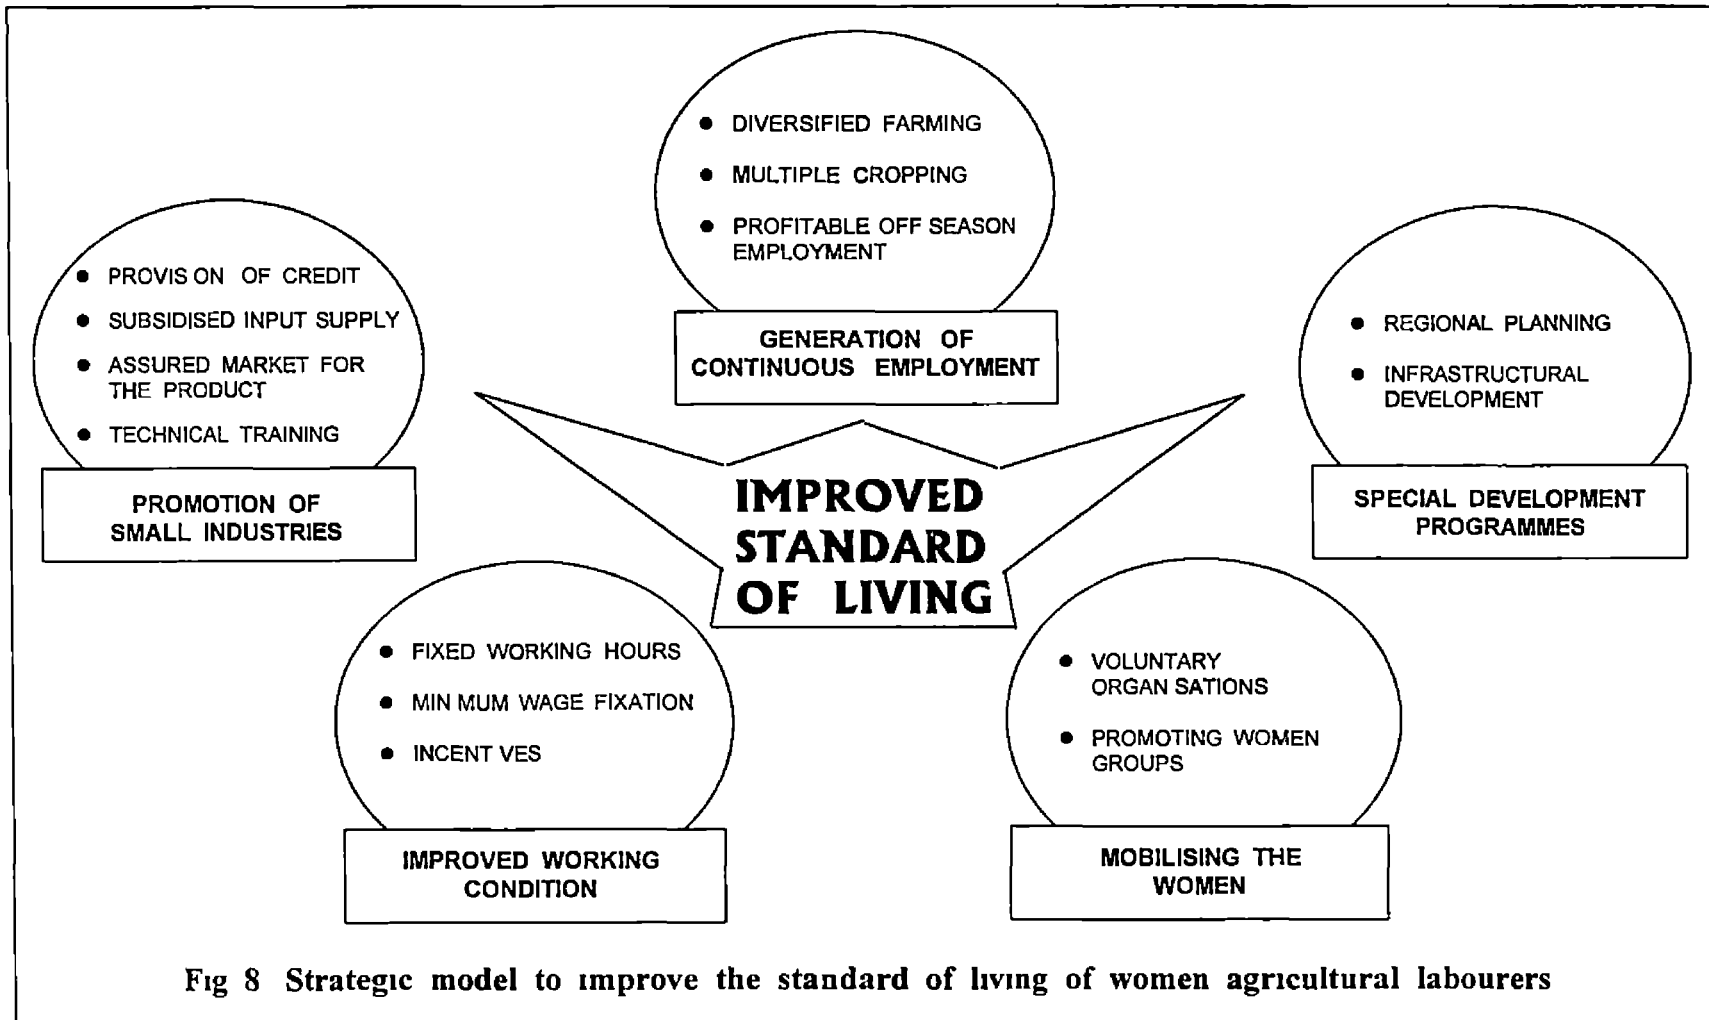 • DIVERSIFIED FARMING
• MULTIPLE CROPPING
• PROFITABLE OFF SEASON
EMPLOYMENT
GENERATION OF
CONTINUOUS EMPLOYMENT
• PROVIS ON OF CREDIT
• SUBSIDISED INPUT SUPPLY
• ASSURED MARKET FOR
THE PRODUCT
• TECHNICAL TRAINING
PROMOTION OF
SMALL INDUSTRIES
• REGIONAL PLANNING
• INFRASTRUCTURAL
DEVELOPMENT
SPECIAL DEVELOPMENT
PROGRAMMES
IMPROVED
STANDARD
OF LIVING
• FIXED WORKING HOURS
• MIN MUM WAGE FIXATION
• INCENT VES
IMPROVED WORKING
CONDITION
• VOLUNTARY
ORGAN SATIONS
• PROMOTING WOMEN
GROUPS
MOBILISING THE
WOMEN
Fig 8 Strategic model to improve the standard of living of women agricultural labourers